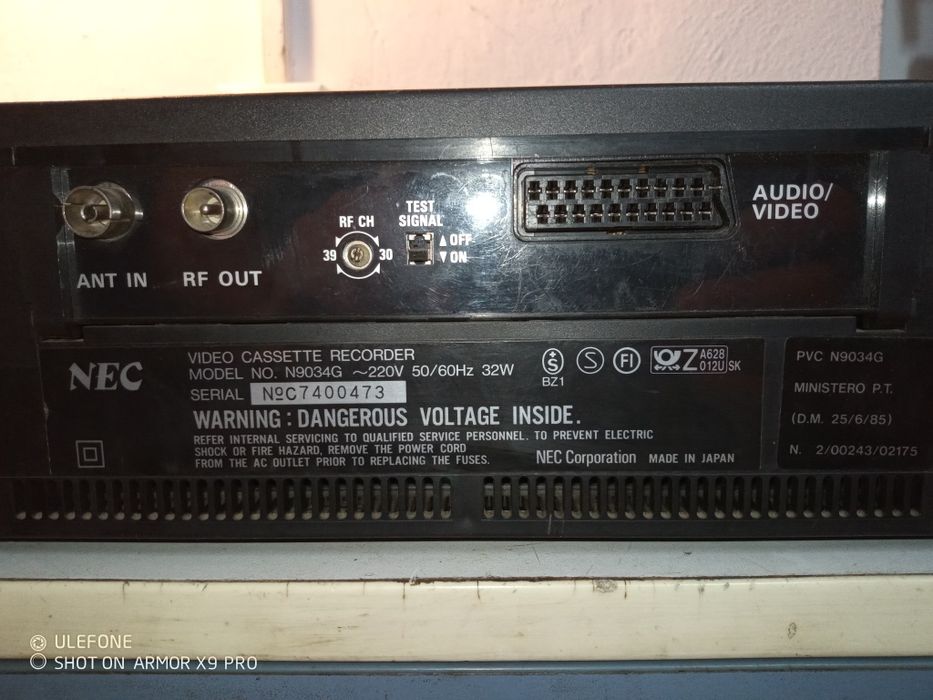 ANT IN
RF OUT
RF CH
39 30
TEST
SIGNAL
▲ OFF
▼ ON
AUDIO/
VIDEO
NEC
VIDEO CASSETTE RECORDER
MODEL NO. N9034G ~220V 50/60Hz 32W
SERIAL NºC7400473
WARNING : DANGEROUS VOLTAGE INSIDE.
REFER INTERNAL SERVICING TO QUALIFIED SERVICE PERSONNEL. TO PREVENT ELECTRIC
SHOCK OR FIRE HAZARD, REMOVE THE POWER CORD
FROM THE AC OUTLET PRIOR TO REPLACING THE FUSES.
NEC Corporation MADE IN JAPAN
S
BZ1
S
FI
Z A628
012U SK
PVC N9034G
MINISTERO P.T.
(D.M. 25/6/85)
N. 2/00243/02175
ULEFONE
SHOT ON ARMOR X9 PRO